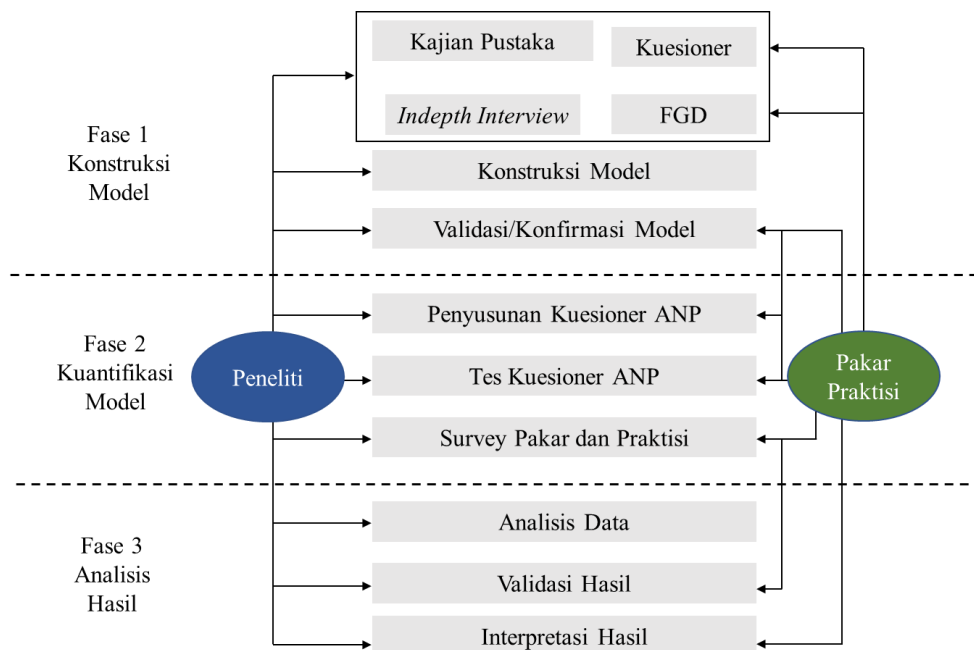 Kajian Pustaka
Kuesioner
Indepth Interview
FGD
Fase 1
Konstruksi
Model
Konstruksi Model
Validasi/Konfirmasi Model
Fase 2
Kuantifikasi
Model
Peneliti
Penyusunan Kuesioner ANP
Tes Kuesioner ANP
Survey Pakar dan Praktisi
Pakar
Praktisi
Fase 3
Analisis
Hasil
Analisis Data
Validasi Hasil
Interpretasi Hasil